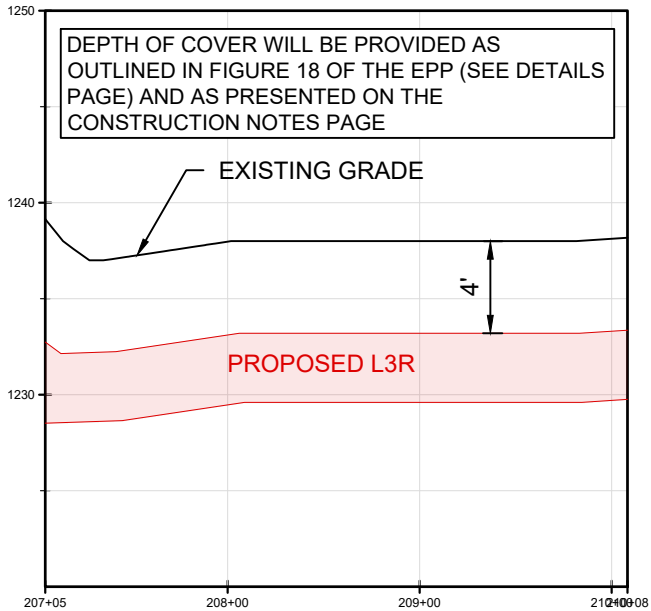 1250
DEPTH OF COVER WILL BE PROVIDED AS
OUTLINED IN FIGURE 18 OF THE EPP (SEE DETAILS
PAGE) AND AS PRESENTED ON THE
CONSTRUCTION NOTES PAGE
EXISTING GRADE
1240
4'
PROPOSED L3R
1230
207+05
208+00
209+00